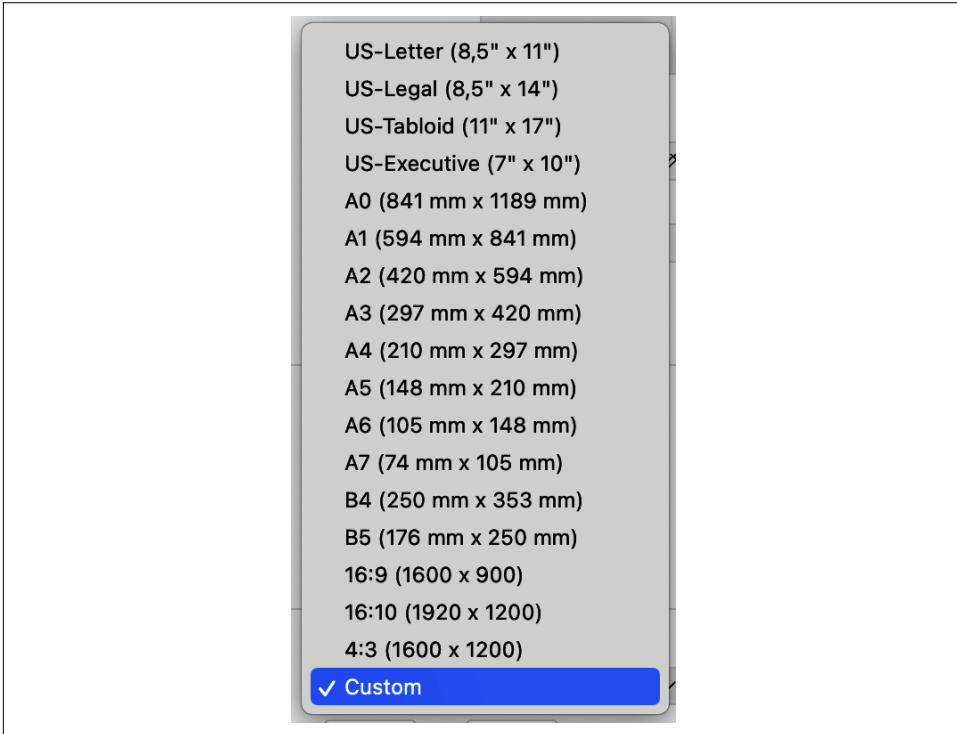 US-Letter (8,5" x 11")
US-Legal (8,5" x 14")
US-Tabloid (11" x 17")
US-Executive (7" x 10")
A0 (841 mm x 1189 mm)
A1 (594 mm x 841 mm)
A2 (420 mm x 594 mm)
A3 (297 mm x 420 mm)
A4 (210 mm x 297 mm)
A5 (148 mm x 210 mm)
A6 (105 mm x 148 mm)
A7 (74 mm x 105 mm)
B4 (250 mm x 353 mm)
B5 (176 mm x 250 mm)
16:9 (1600 x 900)
16:10 (1920 x 1200)
4:3 (1600 x 1200)
✓ Custom